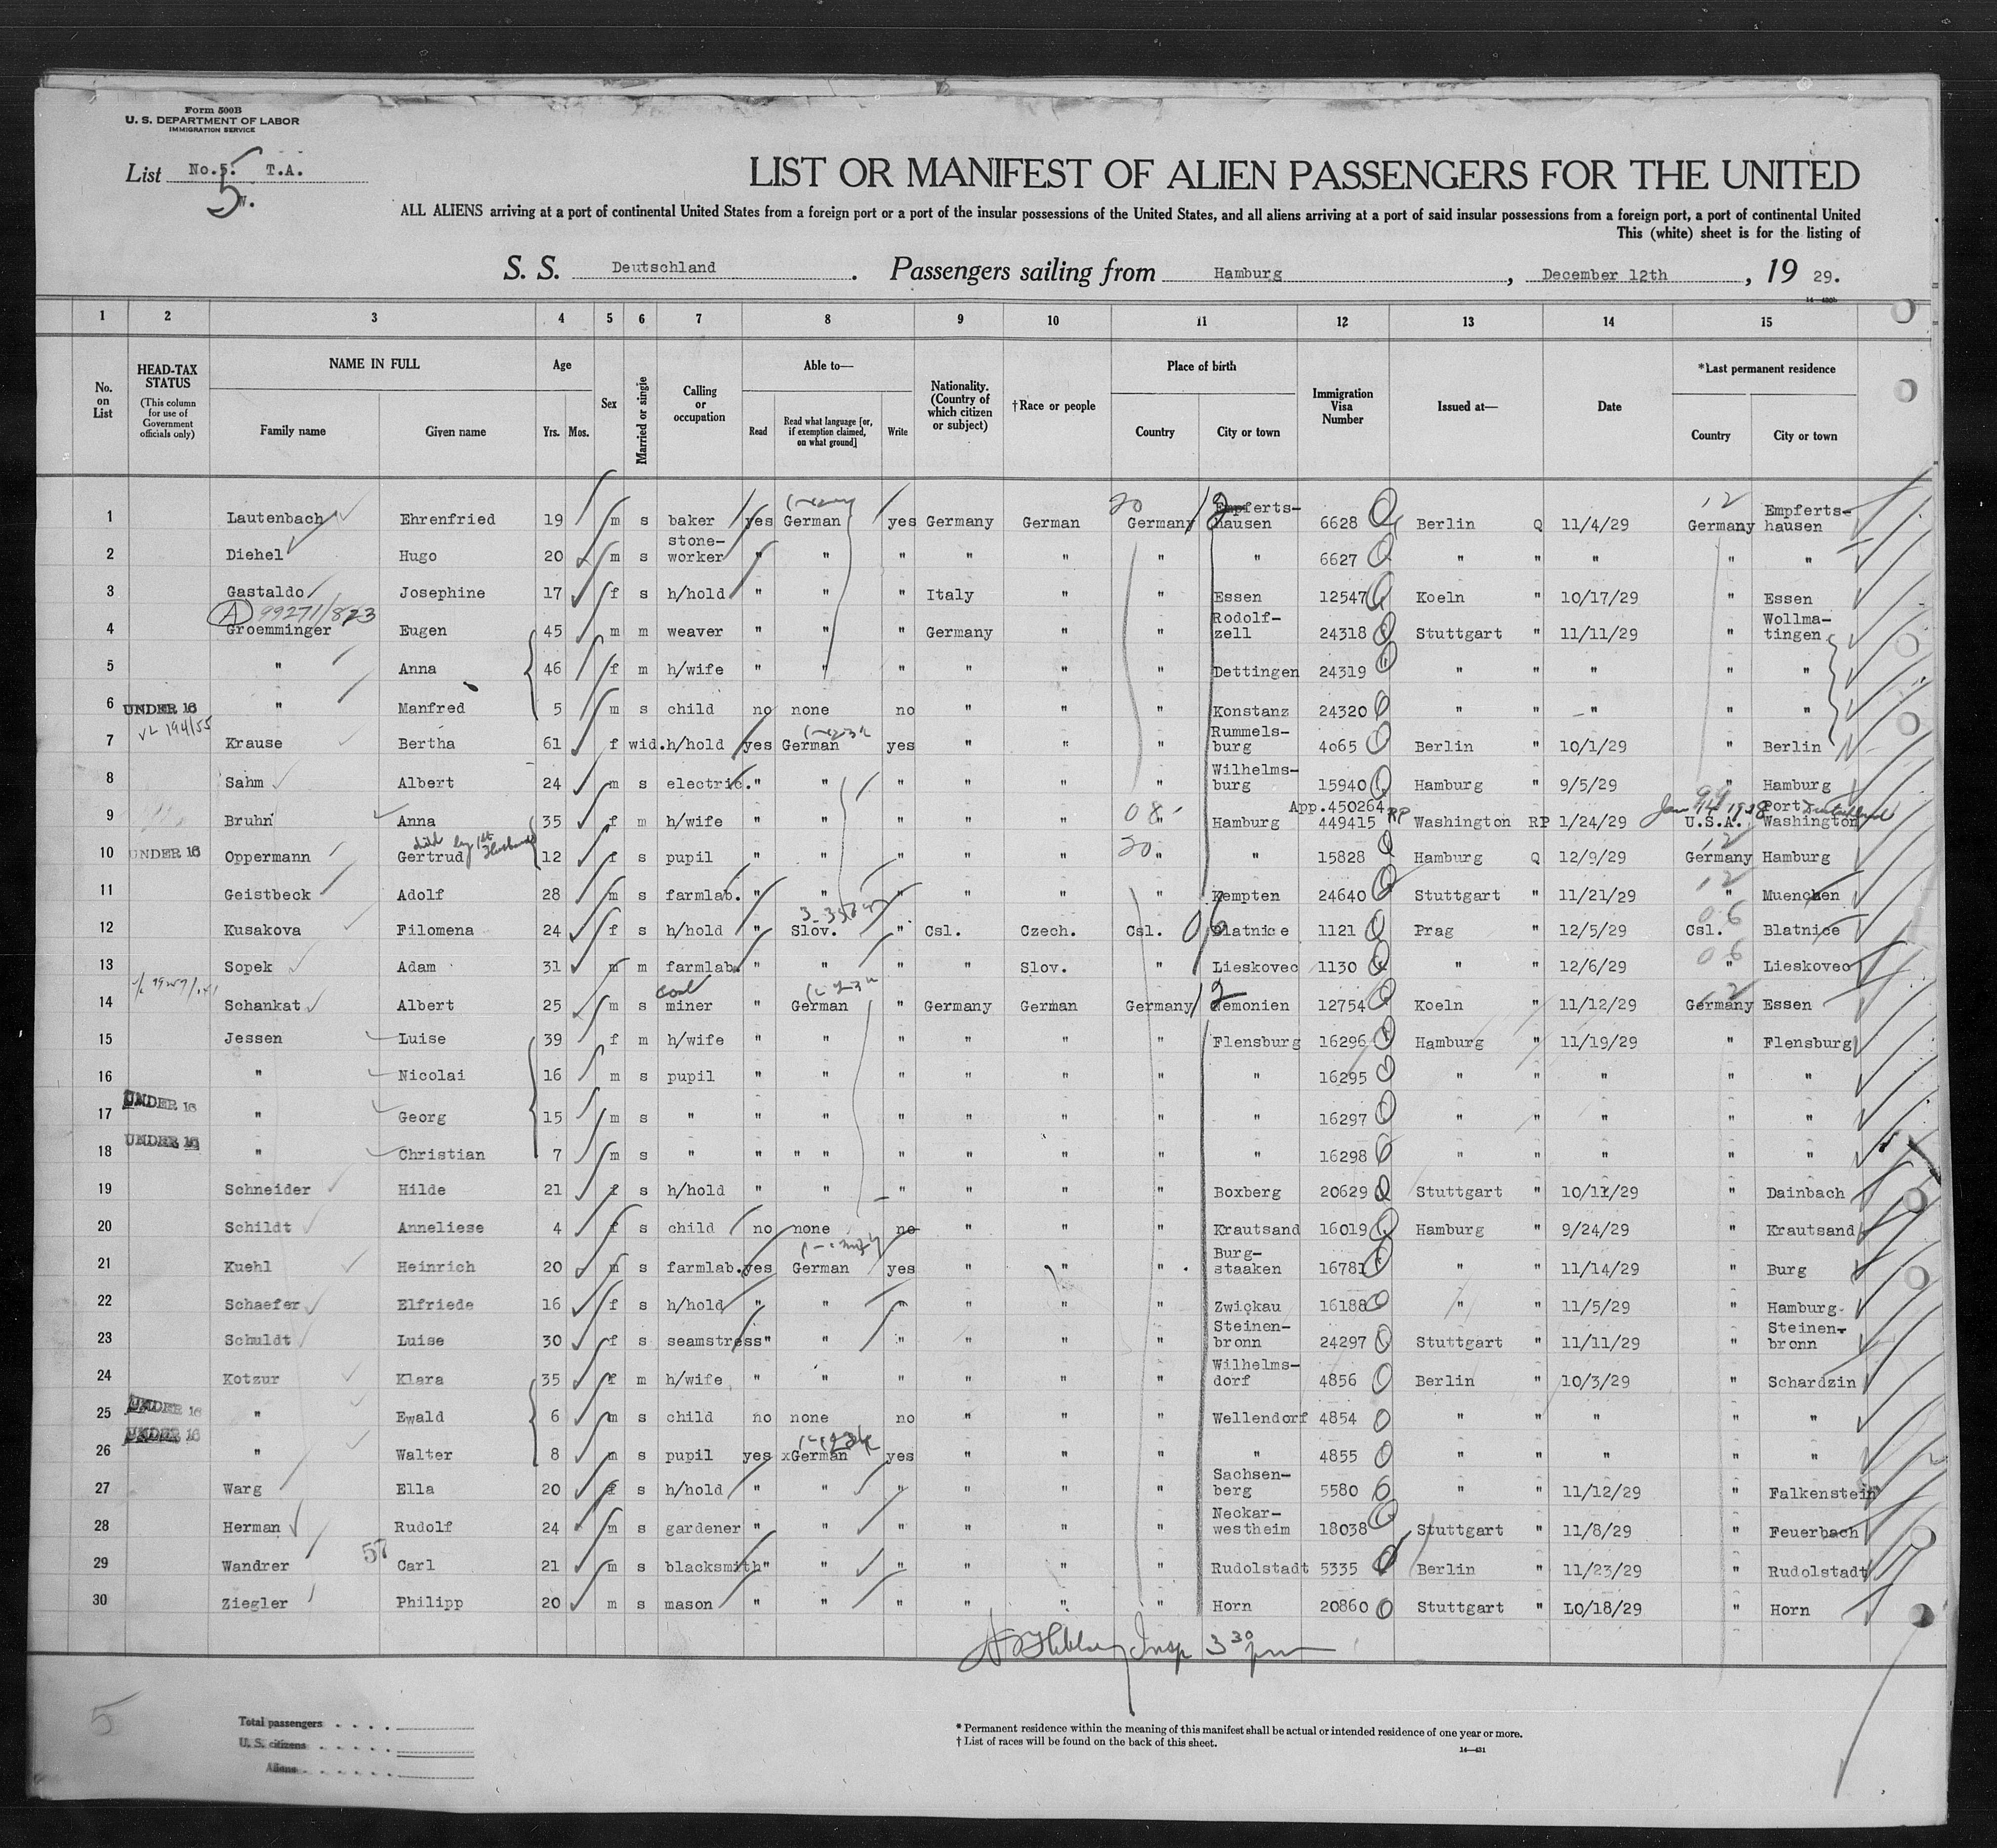 Form 500B
U. S. DEPARTMENT OF LABOR
IMMIGRATION SERVICE
List No.5. T.A.
5
W.
LIST OR MANIFEST OF ALIEN PASSENGERS FOR THE UNITED
ALL ALIENS arriving at a port of continental United States from a foreign port or a port of the insular possessions of the United States, and all aliens arriving at a port of said insular possessions from a foreign port, a port of continental United
This (white) sheet is for the listing of
S. S. Deutschland . Passengers sailing from Hamburg , December 12th , 19 29.
1 2 3 4 5 6 7 8 9 10 11 12 13 14 15
No. on List
HEAD-TAX STATUS (This column for use of Government officials only)
NAME IN FULL Family name Given name
Age Yrs. Mos.
Sex
Married or single
Calling or occupation
Able to— Read Read what language [or, if exemption claimed, on what ground] Write
Nationality. (Country of which citizen or subject)
†Race or people
Place of birth Country City or town
Immigration Visa Number
Issued at—
Date
*Last permanent residence Country City or town
1 Lautenbach Ehrenfried 19 m s baker yes German yes Germany German Germany Empfertshausen 6628 Berlin Q 11/4/29 Germany Empferts-hausen
2 Diehel Hugo 20 m s stone-worker " " " " " " " 6627 " " " " "
3 Gastaldo Josephine 17 f s h/hold " " " Italy " " Essen 12547 Koeln " 10/17/29 " Essen
A 99271/823
4 Groemminger Eugen 45 m m weaver " " " Germany " " Rodolf-zell 24318 Stuttgart " 11/11/29 " Wollma-tingen
5 " Anna 46 f m h/wife " " " " " " Dettingen 24319 " " " " "
6 UNDER 16 " Manfred 5 m s child no none no " " " Konstanz 24320 " " " " "
7 Krause Bertha 61 f wid. h/hold yes German yes " " " Rummels-burg 4065 Berlin " 10/1/29 " Berlin
8 Sahm Albert 24 m s electric. " " " " " " Wilhelms-burg 15940 Hamburg " 9/5/29 " Hamburg
9 Bruhn Anna 35 f m h/wife " " " " " " Hamburg App.450264 449415 RP Washington RP 1/24/29 U.S.A. Port Washington
10 UNDER 16 Oppermann Gertrud 12 f s pupil " " " " " " " 15828 Hamburg Q 12/9/29 Germany Hamburg
11 Geistbeck Adolf 28 m s farmlab. " " " " " " Kempten 24640 Stuttgart " 11/21/29 " Muenchen
12 Kusakova Filomena 24 f s h/hold " Slov. " Csl. Czech. Csl. Blatnice 1121 Prag " 12/5/29 Csl. Blatnice
13 Sopek Adam 31 m m farmlab. " " " " Slov. " Lieskovec 1130 " " 12/6/29 " Lieskovec
14 Schankat Albert 25 m s coal miner " German " Germany German Germany Nemonien 12754 Koeln " 11/12/29 Germany Essen
15 Jessen Luise 39 f m h/wife " " " " " " Flensburg 16296 Hamburg " 11/19/29 " Flensburg
16 " Nicolai 16 m s pupil " " " " " " " 16295 " " " " "
17 UNDER 16 " Georg 15 m s " " " " " " " " 16297 " " " " "
18 UNDER 16 " Christian 7 m s " " " " " " " " " 16298 " " " " "
19 Schneider Hilde 21 f s h/hold " " " " " " Boxberg 20629 Stuttgart " 10/11/29 " Dainbach
20 Schildt Anneliese 4 f s child no none no " " " Krautsand 16019 Hamburg " 9/24/29 " Krautsand
21 Kuehl Heinrich 20 m s farmlab. yes German yes " " " Burg-staaken 16781 " " 11/14/29 " Burg
22 Schaefer Elfriede 16 f s h/hold " " " " " " Zwickau 16188 " " 11/5/29 " Hamburg
23 Schuldt Luise 30 f s seamstress " " " " " " Steinen-bronn 24297 Stuttgart " 11/11/29 " Steinen-bronn
24 Kotzur Klara 35 f m h/wife " " " " " " Wilhelms-dorf 4856 Berlin " 10/3/29 " Schardzin
25 UNDER 16 " Ewald 6 m s child no none no " " " Wellendorf 4854 " " " " "
26 UNDER 16 " Walter 8 m s pupil yes xGerman yes " " " " 4855 " " " " "
27 Warg Ella 20 f s h/hold " " " " " " Sachsen-berg 5580 " " 11/12/29 " Falkenstein
28 Herman Rudolf 24 m s gardener " " " " " " Neckar-westheim 18038 Stuttgart " 11/8/29 " Feuerbach
29 Wandrer 57 Carl 21 m s blacksmith " " " " " " Rudolstadt 5335 Berlin " 11/23/29 " Rudolstadt
30 Ziegler Philipp 20 m s mason " " " " " " Horn 20860 Stuttgart " 10/18/29 " Horn
Insp 3 30 pm
5
Total passengers . . . .
U. S. citizens . . . . .
Aliens . . . . . .
* Permanent residence within the meaning of this manifest shall be actual or intended residence of one year or more.
† List of races will be found on the back of this sheet.
14—431